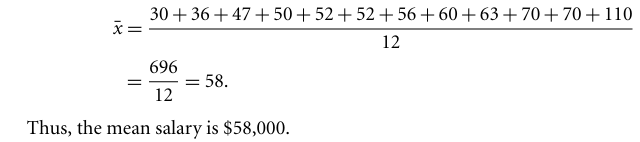 x̄ = 30 + 36 + 47 + 50 + 52 + 52 + 56 + 60 + 63 + 70 + 70 + 110 / 12
= 696 / 12 = 58.
Thus, the mean salary is $58,000.